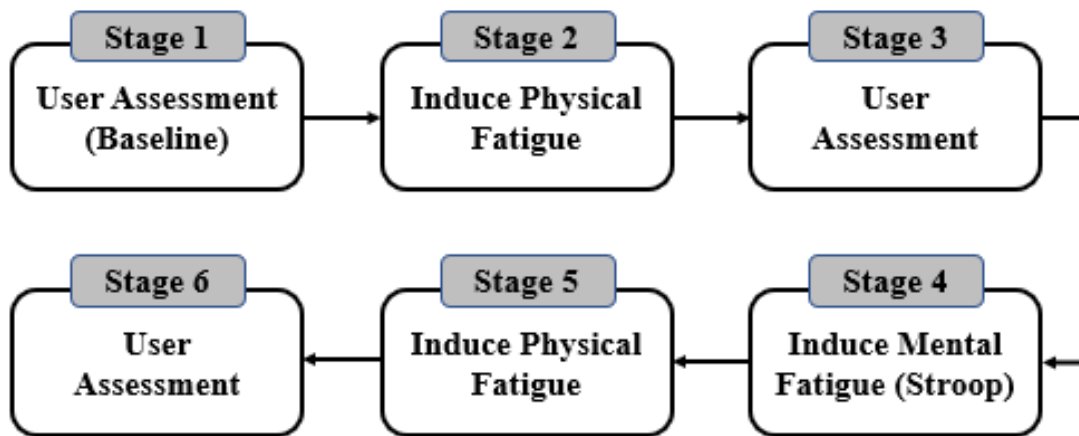 Stage 1
User Assessment
(Baseline)
Stage 2
Induce Physical
Fatigue
Stage 3
User
Assessment
Stage 4
Induce Mental
Fatigue (Stroop)
Stage 5
Induce Physical
Fatigue
Stage 6
User
Assessment